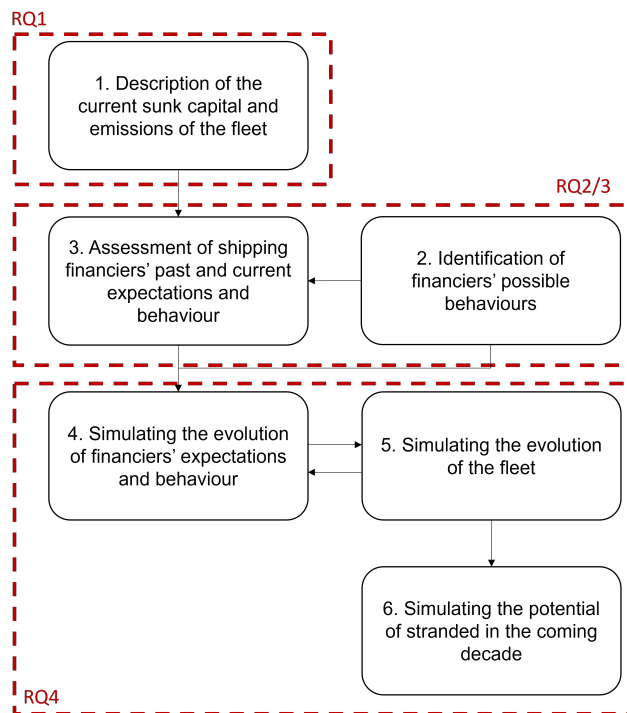 RQ1
1. Description of the
current sunk capital and
emissions of the fleet
RQ2/3
3. Assessment of shipping
financiers’ past and current
expectations and
behaviour
2. Identification of
financiers’ possible
behaviours
4. Simulating the evolution
of financiers’ expectations
and behaviour
5. Simulating the evolution
of the fleet
6. Simulating the potential
of stranded in the coming
decade
RQ4